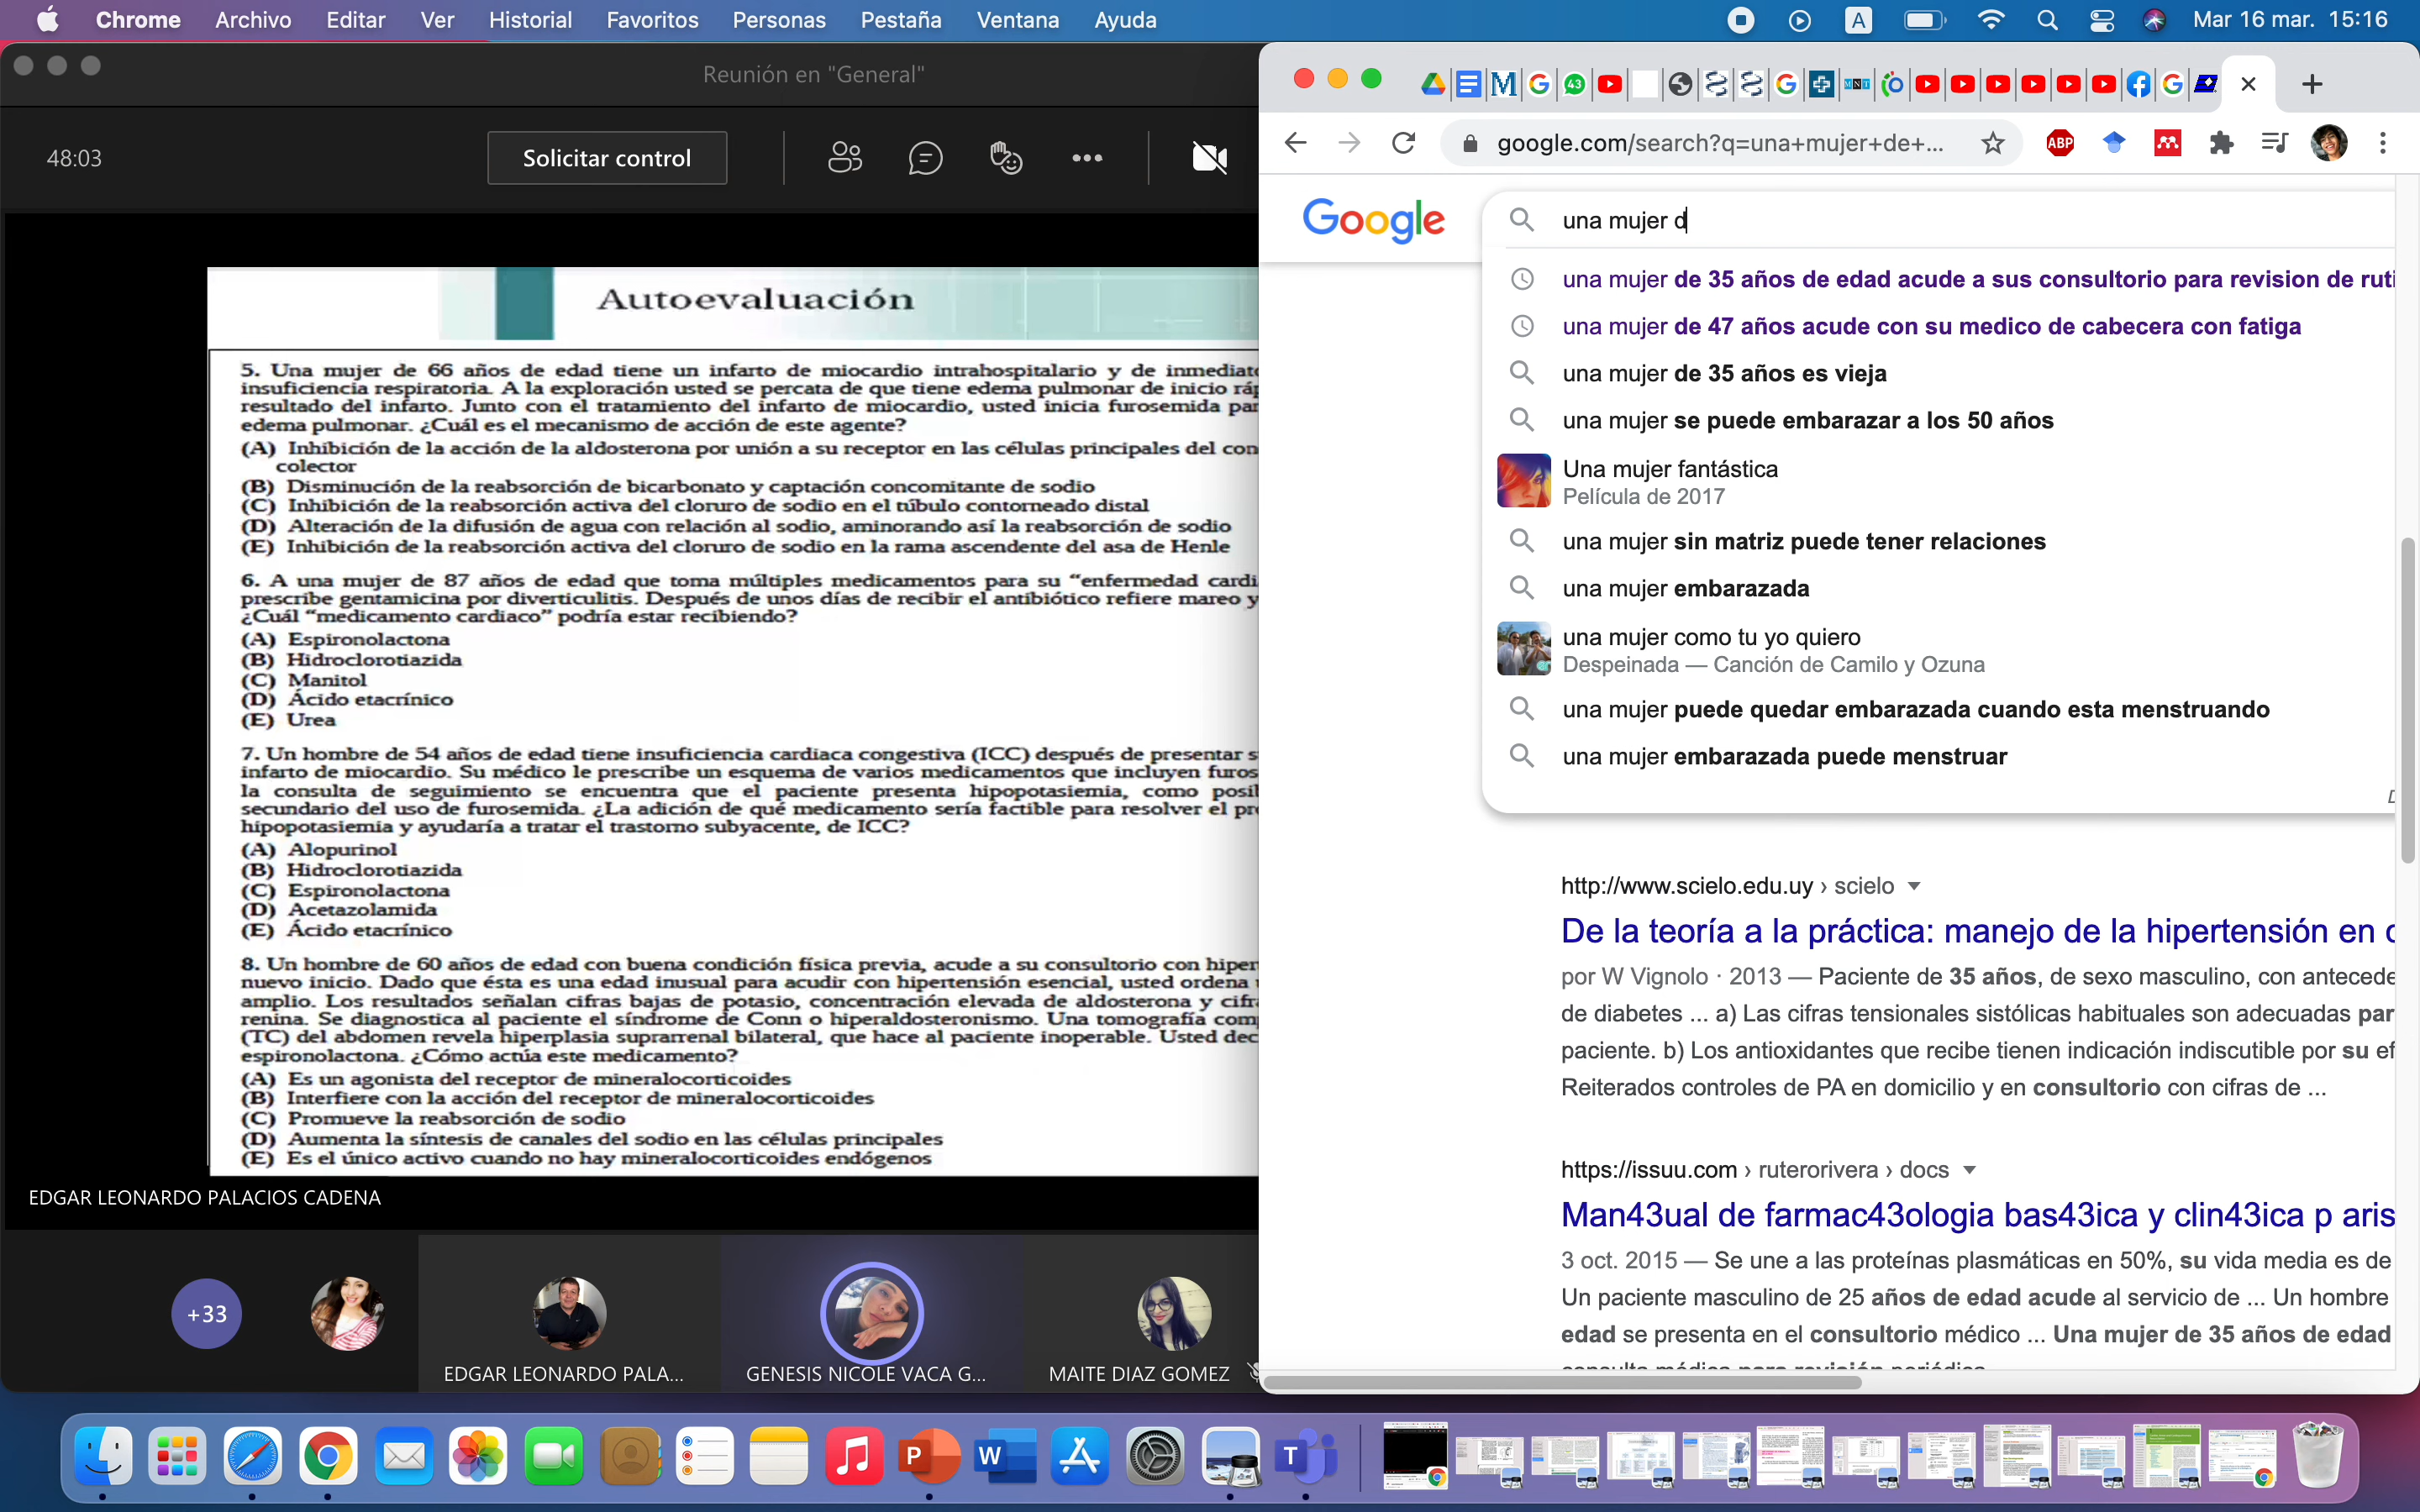 Chrome Archivo Editar Ver Historial Favoritos Personas Pestaña Ventana Ayuda
A
Mar 16 mar. 15:16
Reunión en "General"
48:03
Solicitar control
Autoevaluación
5. Una mujer de 66 años de edad tiene un infarto de miocardio intrahospitalario y de
insuficiencia respiratoria. A la exploración usted se percata de que tiene edema pulmonar de inicio
resultado del infarto. Junto con el tratamiento del infarto de miocardio, usted inicia furosemida
edema pulmonar. ¿Cuál es el mecanismo de acción de este agente?
(A) Inhibición de la acción de la aldosterona por unión a su receptor en las células principales del
colector
(B) Disminución de la reabsorción de bicarbonato y captación concomitante de sodio
(C) Inhibición de la reabsorción activa del cloruro de sodio en el túbulo contorneado distal
(D) Alteración de la difusión de agua con relación al sodio, aminorando así la reabsorción de sodio
(E) Inhibición de la reabsorción activa del cloruro de sodio en la rama ascendente del asa de Henle
6. A una mujer de 87 años de edad que toma múltiples medicamentos para su “enfermedad
prescribe gentamicina por diverticulitis. Después de unos días de recibir el antibiótico refiere mareo y
¿Cuál “medicamento cardiaco” podría estar recibiendo?
(A) Espironolactona
(B) Hidroclorotiazida
(C) Manitol
(D) Ácido etacrínico
(E) Urea
7. Un hombre de 54 años de edad tiene insuficiencia cardiaca congestiva (ICC) después de presentar
infarto de miocardio. Su médico le prescribe un esquema de varios medicamentos que incluyen
la consulta de seguimiento se encuentra que el paciente presenta hipopotasiemia, como
secundario del uso de furosemida. ¿La adición de qué medicamento sería factible para resolver el
hipopotasiemia y ayudaría a tratar el trastorno subyacente, de ICC?
(A) Alopurinol
(B) Hidroclorotiazida
(C) Espironolactona
(D) Acetazolamida
(E) Ácido etacrínico
8. Un hombre de 60 años de edad con buena condición física previa, acude a su consultorio con
nuevo inicio. Dado que ésta es una edad inusual para acudir con hipertensión esencial, usted ordena
amplio. Los resultados señalan cifras bajas de potasio, concentración elevada de aldosterona y
renina. Se diagnostica al paciente el síndrome de Conn o hiperaldosteronismo. Una tomografía
(TC) del abdomen revela hiperplasia suprarrenal bilateral, que hace al paciente inoperable. Usted
espironolactona. ¿Cómo actúa este medicamento?
(A) Es un agonista del receptor de mineralocorticoides
(B) Interfiere con la acción del receptor de mineralocorticoides
(C) Promueve la reabsorción de sodio
(D) Aumenta la síntesis de canales del sodio en las células principales
(E) Es el único activo cuando no hay mineralocorticoides endógenos
EDGAR LEONARDO PALACIOS CADENA
+33
EDGAR LEONARDO PALA...
GENESIS NICOLE VACA G...
MAITE DIAZ GOMEZ
43
MNT
google.com/search?q=una+mujer+de+...
ABP
Google
una mujer d
una mujer de 35 años de edad acude a sus consultorio para revision de
una mujer de 47 años acude con su medico de cabecera con fatiga
una mujer de 35 años es vieja
una mujer se puede embarazar a los 50 años
Una mujer fantástica
Película de 2017
una mujer sin matriz puede tener relaciones
una mujer embarazada
una mujer como tu yo quiero
Despeinada — Canción de Camilo y Ozuna
una mujer puede quedar embarazada cuando esta menstruando
una mujer embarazada puede menstruar
http://www.scielo.edu.uy › scielo
De la teoría a la práctica: manejo de la hipertensión en
por W Vignolo · 2013 — Paciente de 35 años, de sexo masculino, con
de diabetes ... a) Las cifras tensionales sistólicas habituales son adecuadas
paciente. b) Los antioxidantes que recibe tienen indicación indiscutible por su
Reiterados controles de PA en domicilio y en consultorio con cifras de ...
https://issuu.com › ruterorivera › docs
Man43ual de farmac43ologia bas43ica y clin43ica p aris
3 oct. 2015 — Se une a las proteínas plasmáticas en 50%, su vida media es de
Un paciente masculino de 25 años de edad acude al servicio de ... Un hombre
edad se presenta en el consultorio médico ... Una mujer de 35 años de edad
P
W
T